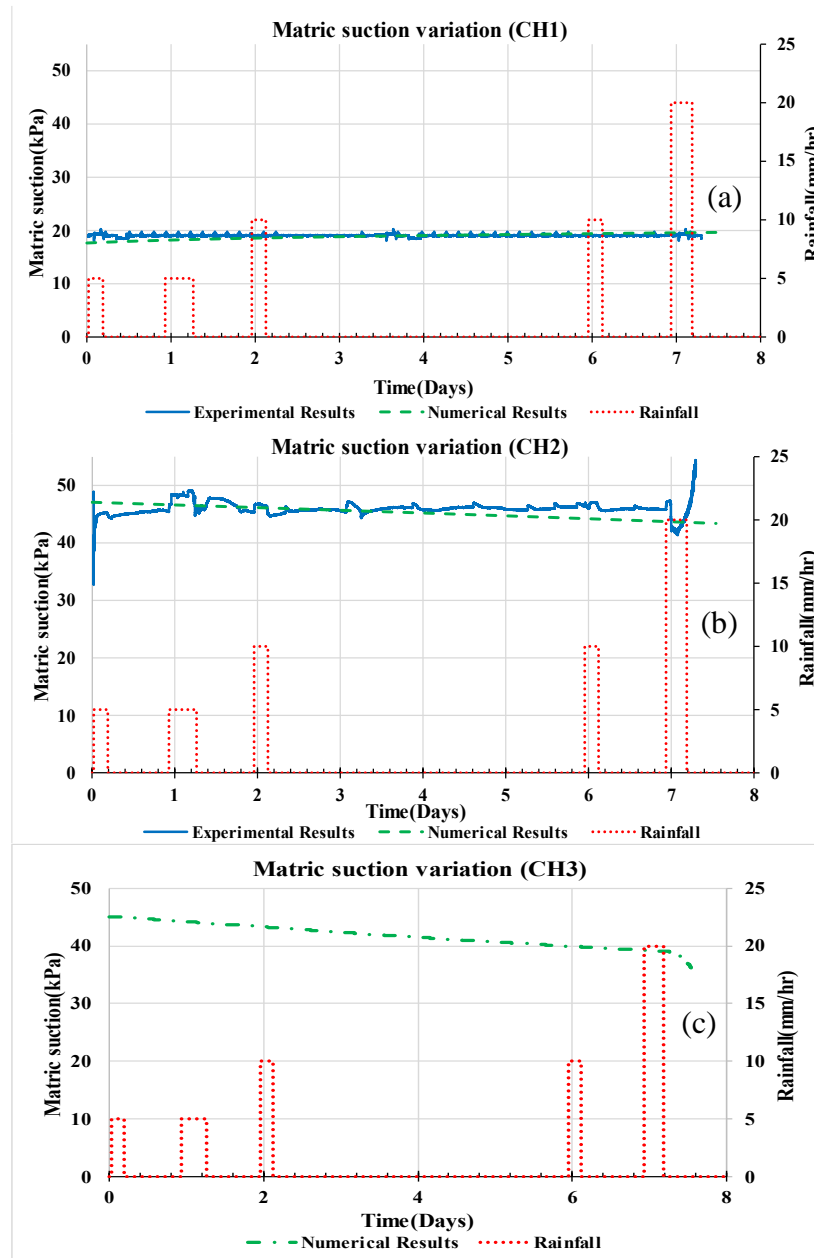 Matric suction variation (CH1)
Matric suction(kPa)
50
40
30
20
10
0
25
20
15
10
5
0
Rainfall(mm/hr)
(a)
0 1 2 3 4 5 6 7 8
Time(Days)
Experimental Results Numerical Results Rainfall
Matric suction variation (CH2)
Matric suction(kPa)
50
40
30
20
10
0
25
20
15
10
5
0
Rainfall(mm/hr)
(b)
0 1 2 3 4 5 6 7 8
Time(Days)
Experimental Results Numerical Results Rainfall
Matric suction variation (CH3)
Matric suction(kPa)
50
40
30
20
10
0
25
20
15
10
5
0
Rainfall(mm/hr)
(c)
0 2 4 6 8
Time(Days)
Numerical Results Rainfall